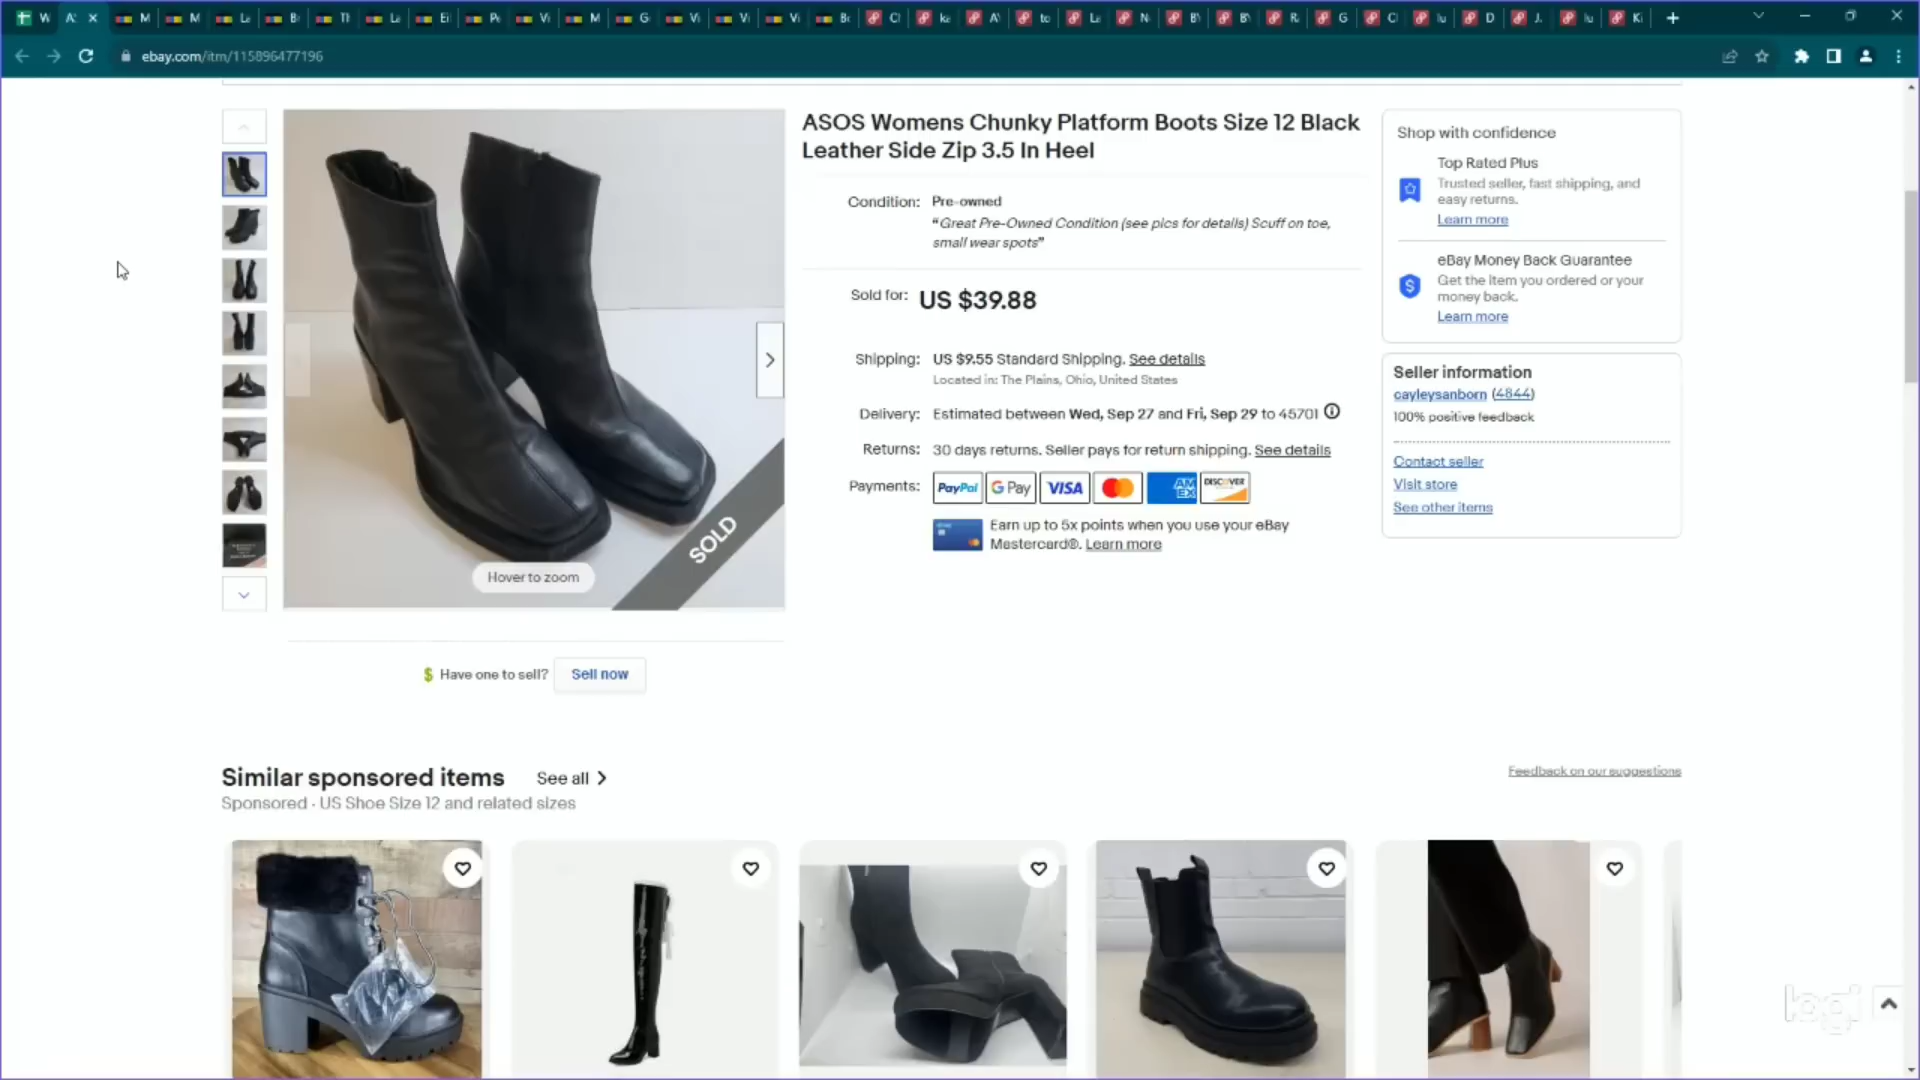 ebay.com/itm/115896477196
ASOS Womens Chunky Platform Boots Size 12 Black
Leather Side Zip 3.5 In Heel
Condition: Pre-owned
"Great Pre-Owned Condition (see pics for details) Scuff on toe,
small wear spots"
Sold for: US $39.88
Shipping: US $9.55 Standard Shipping. See details
Located in: The Plains, Ohio, United States
Delivery: Estimated between Wed, Sep 27 and Fri, Sep 29 to 45701
Returns: 30 days returns. Seller pays for return shipping. See details
Payments: PayPal G Pay VISA AM EX DISCOVER
Earn up to 5x points when you use your eBay
Mastercard®. Learn more
Shop with confidence
Top Rated Plus
Trusted seller, fast shipping, and
easy returns.
Learn more
eBay Money Back Guarantee
Get the item you ordered or your
money back.
Learn more
Seller information
cayleysanborn (4844)
100% positive feedback
Contact seller
Visit store
See other items
SOLD
Hover to zoom
Have one to sell? Sell now
Similar sponsored items See all
Feedback on our suggestions
Sponsored · US Shoe Size 12 and related sizes
logi